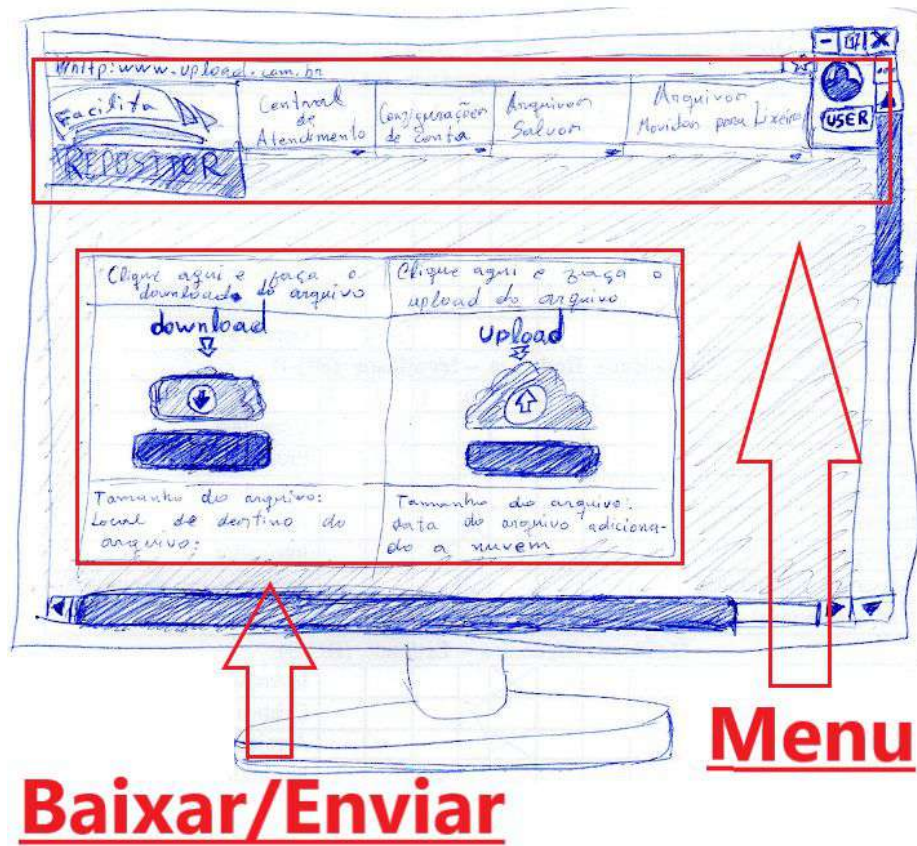 http:www.upload.com.br
Facilita
REPOSITOR
Central
de
Atendimento
Configurações
de Conta
Arquivos
Salvos
Arquivos
Movidos para Lixeira
USER
Clique aqui e faça o
download do arquivo
download
Tamanho do arquivo:
Local de destino do
arquivo:
Clique aqui e faça o
upload do arquivo
upload
Tamanho do arquivo:
data do arquivo adiciona-
do a nuvem
Menu
Baixar/Enviar